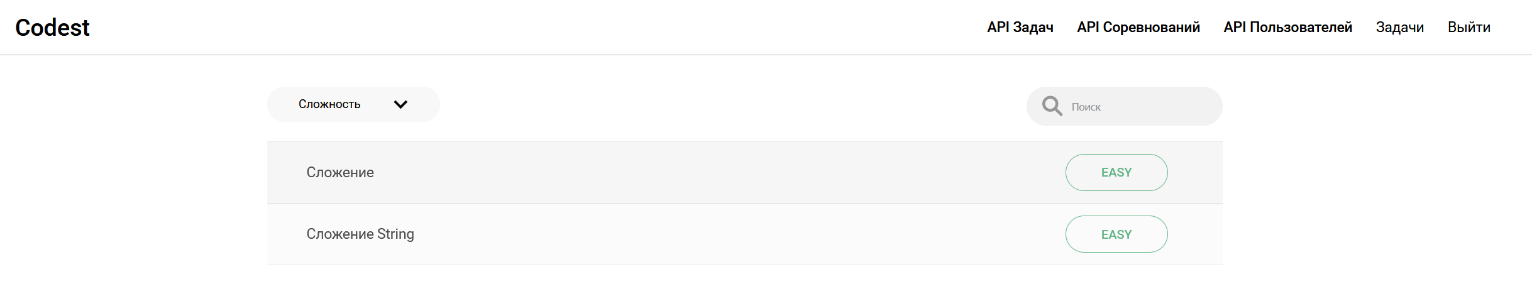 Codest
API Задач API Соревнований API Пользователей Задачи Выйти
Сложность Поиск
Сложение EASY
Сложение String EASY